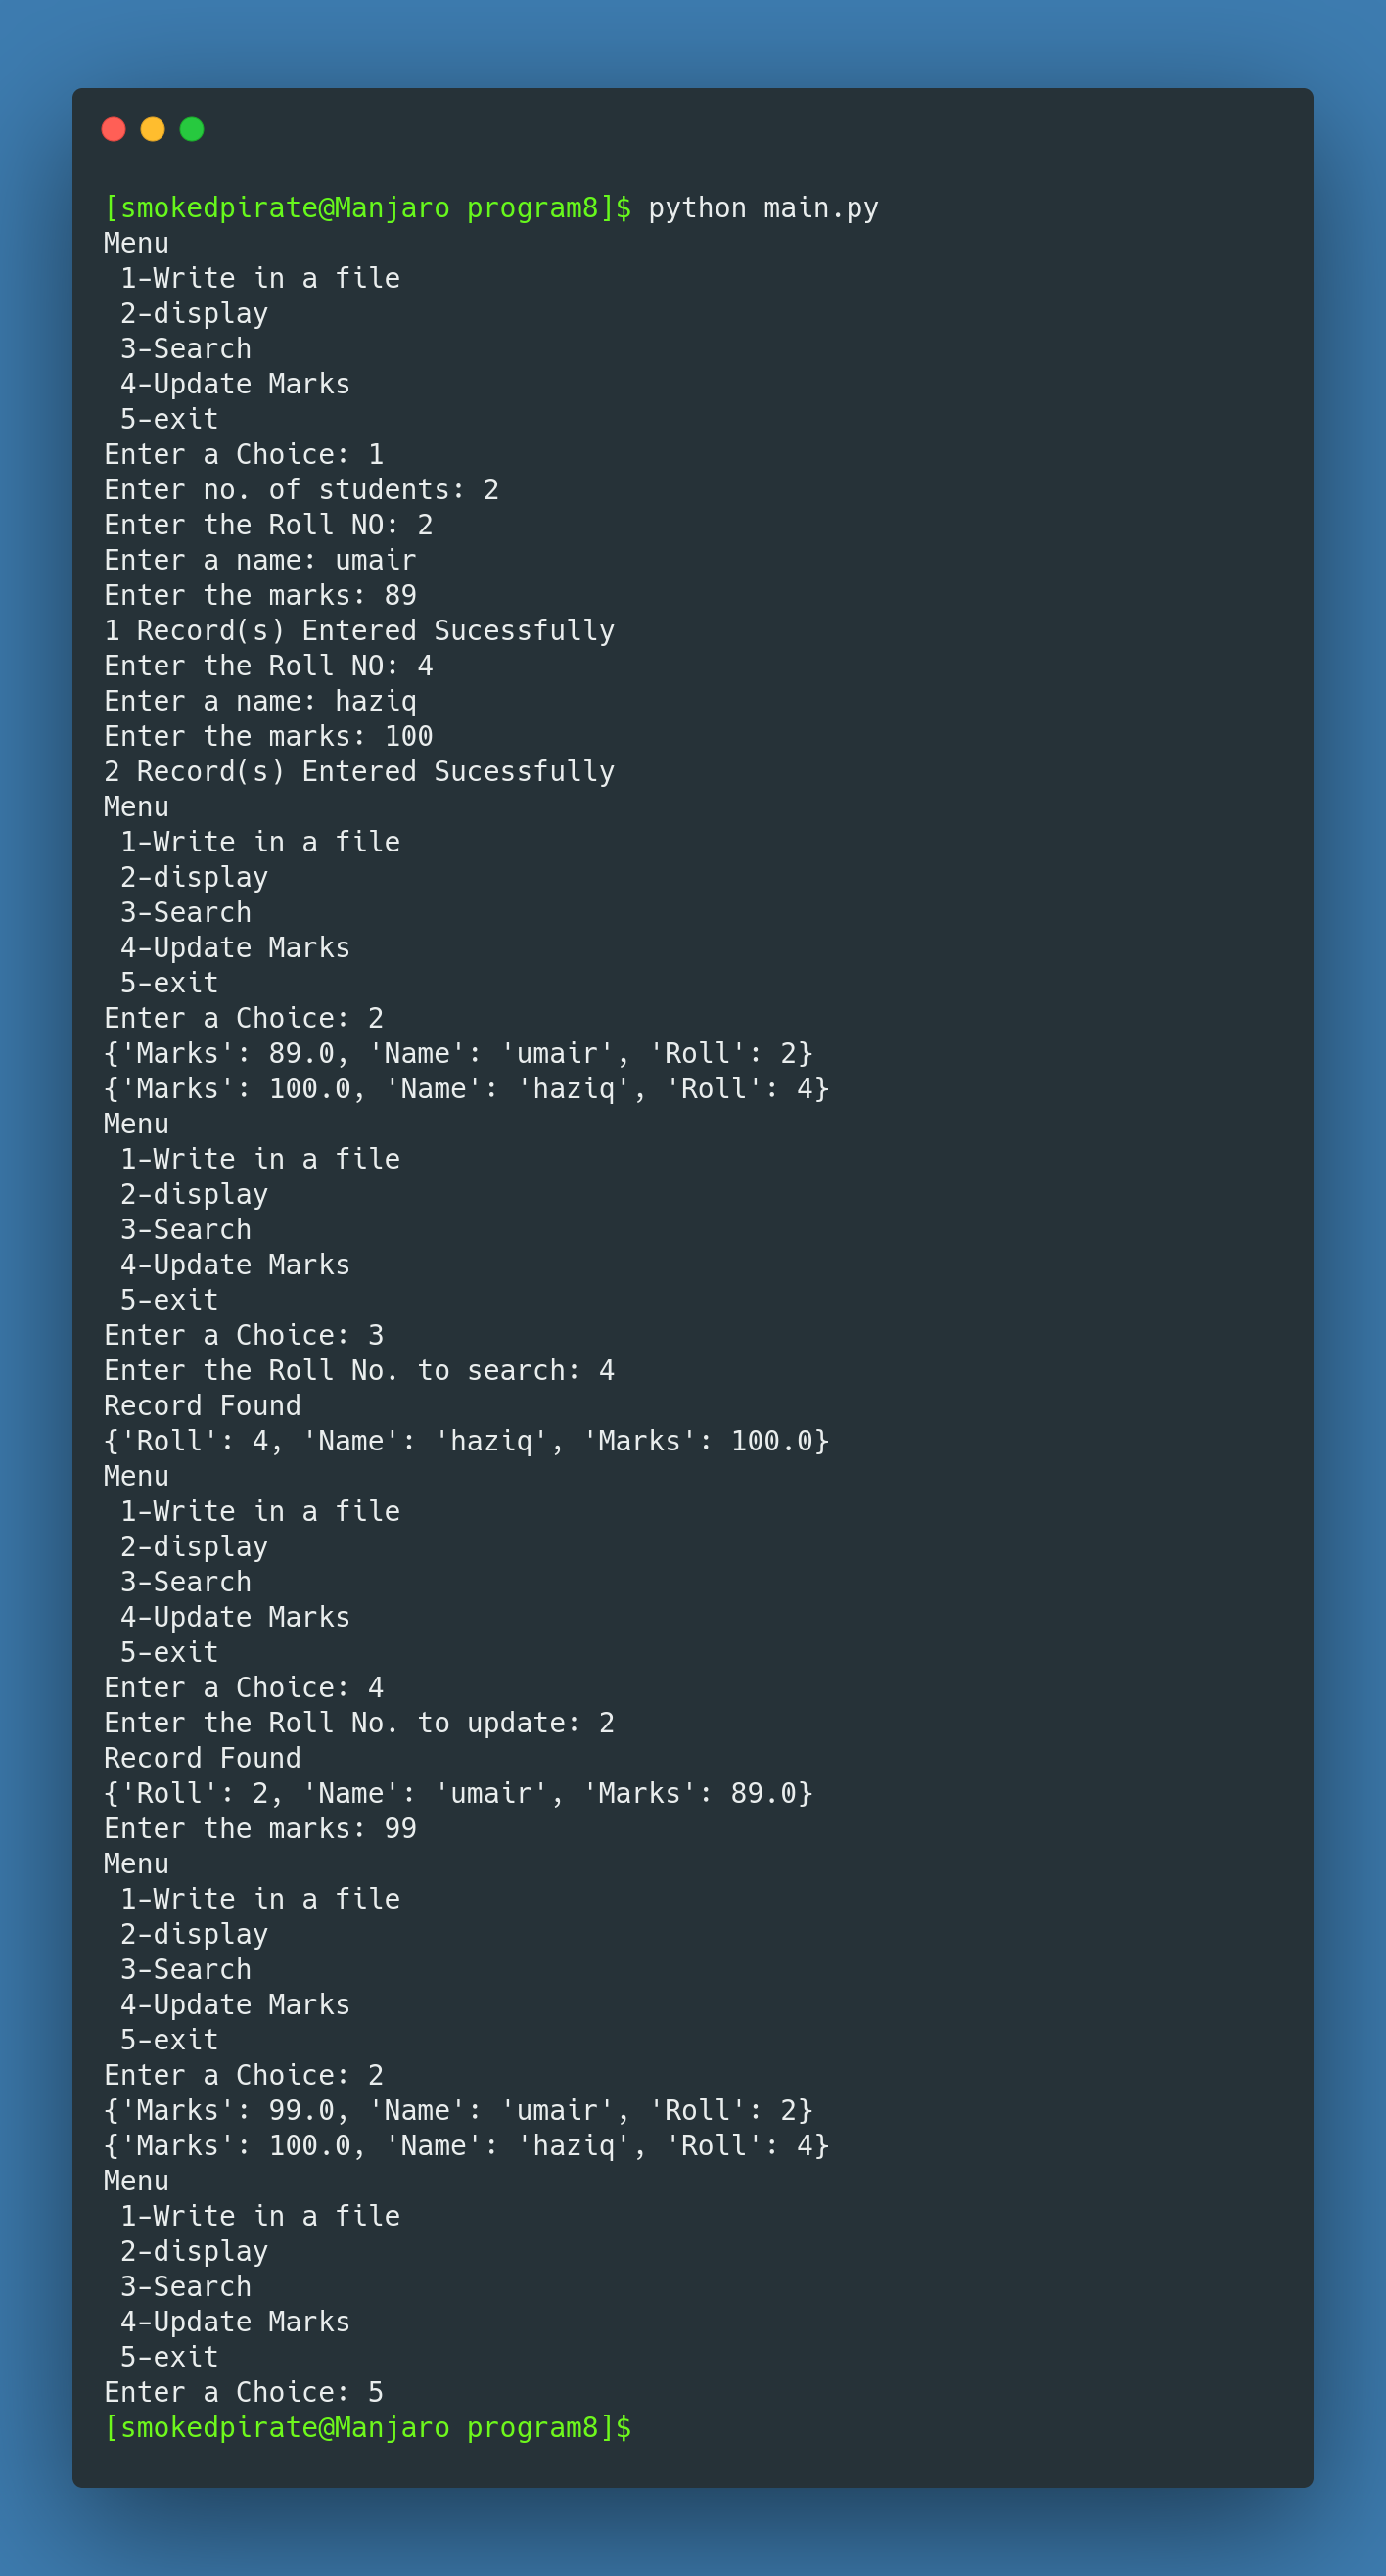 [smokedpirate@Manjaro program8]$ python main.py
Menu
 1-Write in a file
 2-display
 3-Search
 4-Update Marks
 5-exit
Enter a Choice: 1
Enter no. of students: 2
Enter the Roll NO: 2
Enter a name: umair
Enter the marks: 89
1 Record(s) Entered Sucessfully
Enter the Roll NO: 4
Enter a name: haziq
Enter the marks: 100
2 Record(s) Entered Sucessfully
Menu
 1-Write in a file
 2-display
 3-Search
 4-Update Marks
 5-exit
Enter a Choice: 2
{'Marks': 89.0, 'Name': 'umair', 'Roll': 2}
{'Marks': 100.0, 'Name': 'haziq', 'Roll': 4}
Menu
 1-Write in a file
 2-display
 3-Search
 4-Update Marks
 5-exit
Enter a Choice: 3
Enter the Roll No. to search: 4
Record Found
{'Roll': 4, 'Name': 'haziq', 'Marks': 100.0}
Menu
 1-Write in a file
 2-display
 3-Search
 4-Update Marks
 5-exit
Enter a Choice: 4
Enter the Roll No. to update: 2
Record Found
{'Roll': 2, 'Name': 'umair', 'Marks': 89.0}
Enter the marks: 99
Menu
 1-Write in a file
 2-display
 3-Search
 4-Update Marks
 5-exit
Enter a Choice: 2
{'Marks': 99.0, 'Name': 'umair', 'Roll': 2}
{'Marks': 100.0, 'Name': 'haziq', 'Roll': 4}
Menu
 1-Write in a file
 2-display
 3-Search
 4-Update Marks
 5-exit
Enter a Choice: 5
[smokedpirate@Manjaro program8]$